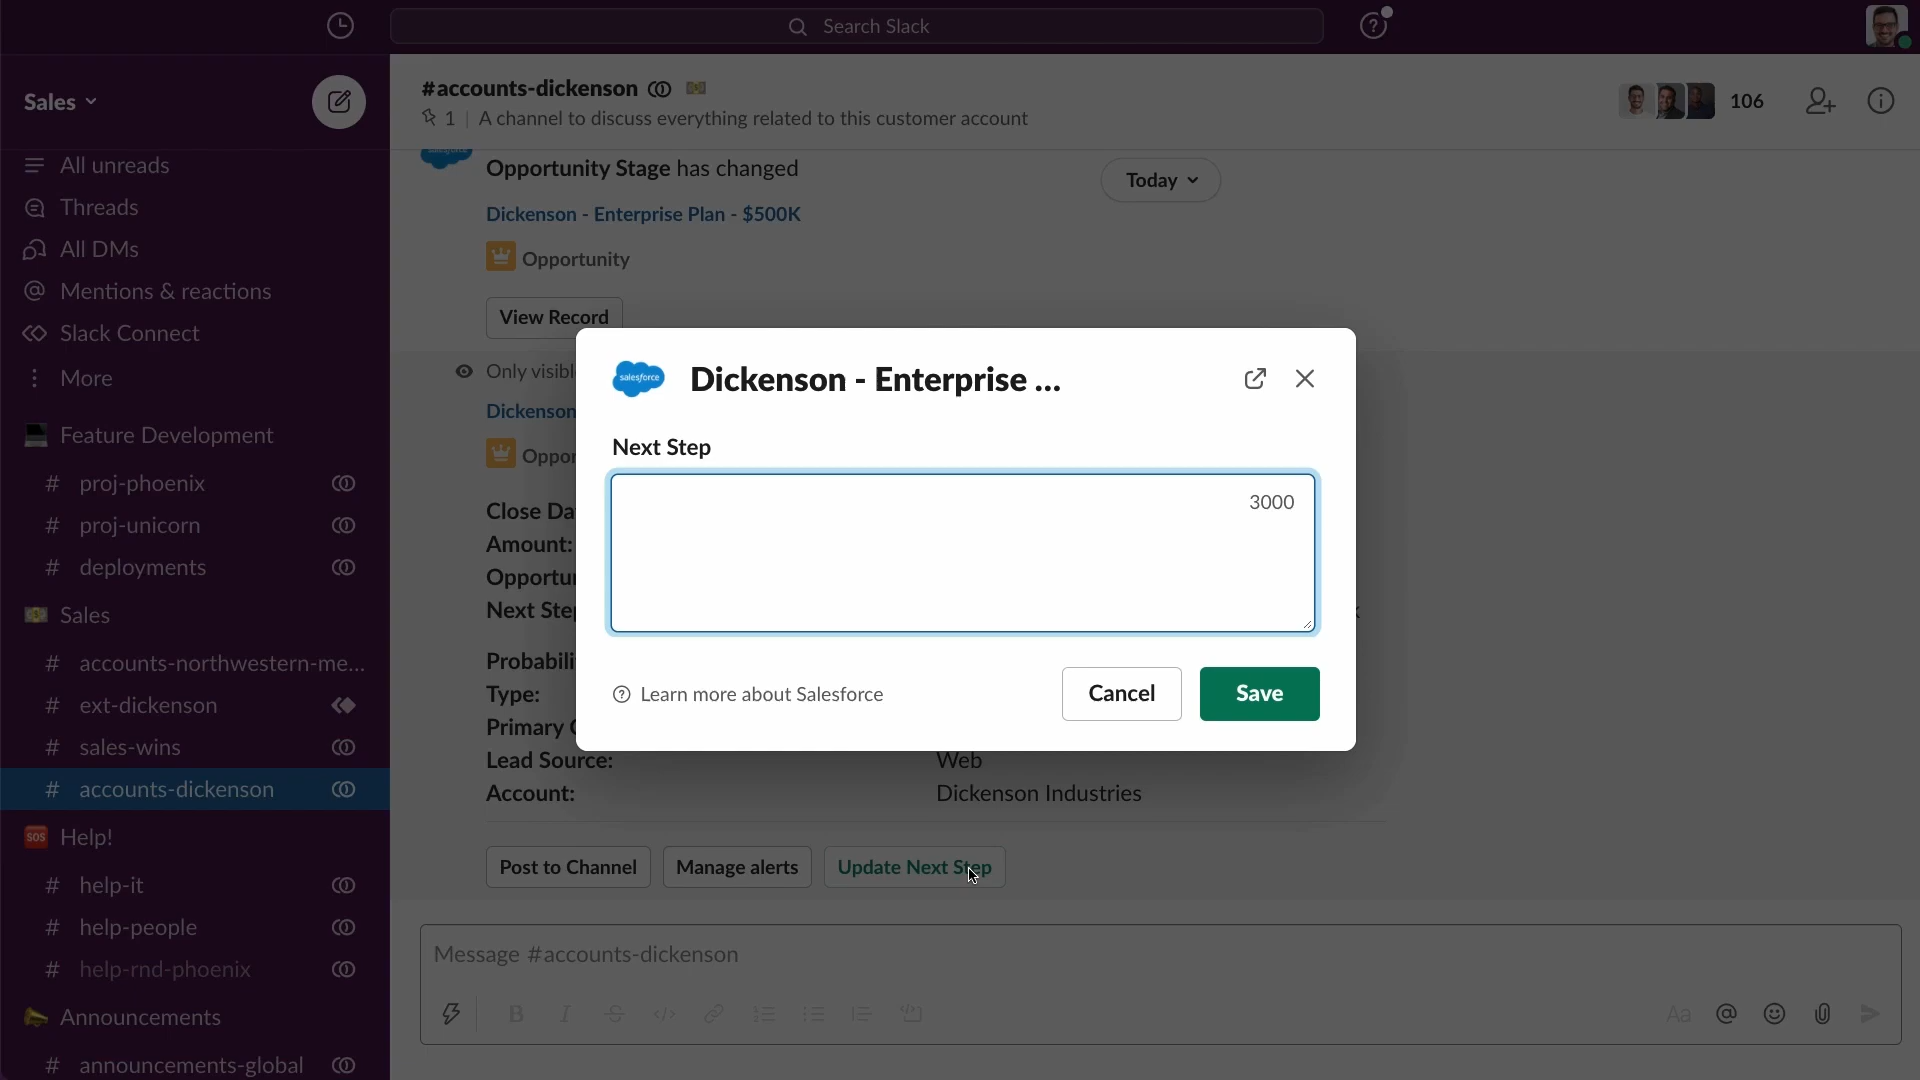 Search Slack
Sales
All unreads
Threads
All DMs
Mentions & reactions
Slack Connect
More
Feature Development
# proj-phoenix
# proj-unicorn
# deployments
Sales
# accounts-northwestern-me...
# ext-dickenson
# sales-wins
# accounts-dickenson
SOS Help!
# help-it
# help-people
# help-rnd-phoenix
Announcements
# announcements-global
#accounts-dickenson
1 | A channel to discuss everything related to this customer account
106
Opportunity Stage has changed
Today
Dickenson - Enterprise Plan - $500K
Opportunity
View Record
Only visibl
Dickenson
Oppor
Close Da
Amount:
Opportu
Next Step
Probabili
Type:
Primary C
Lead Source: Web
Account: Dickenson Industries
Post to Channel Manage alerts Update Next Step
salesforce Dickenson - Enterprise ...
Next Step
3000
Learn more about Salesforce
Cancel Save
Message #accounts-dickenson
B I S </> Aa @